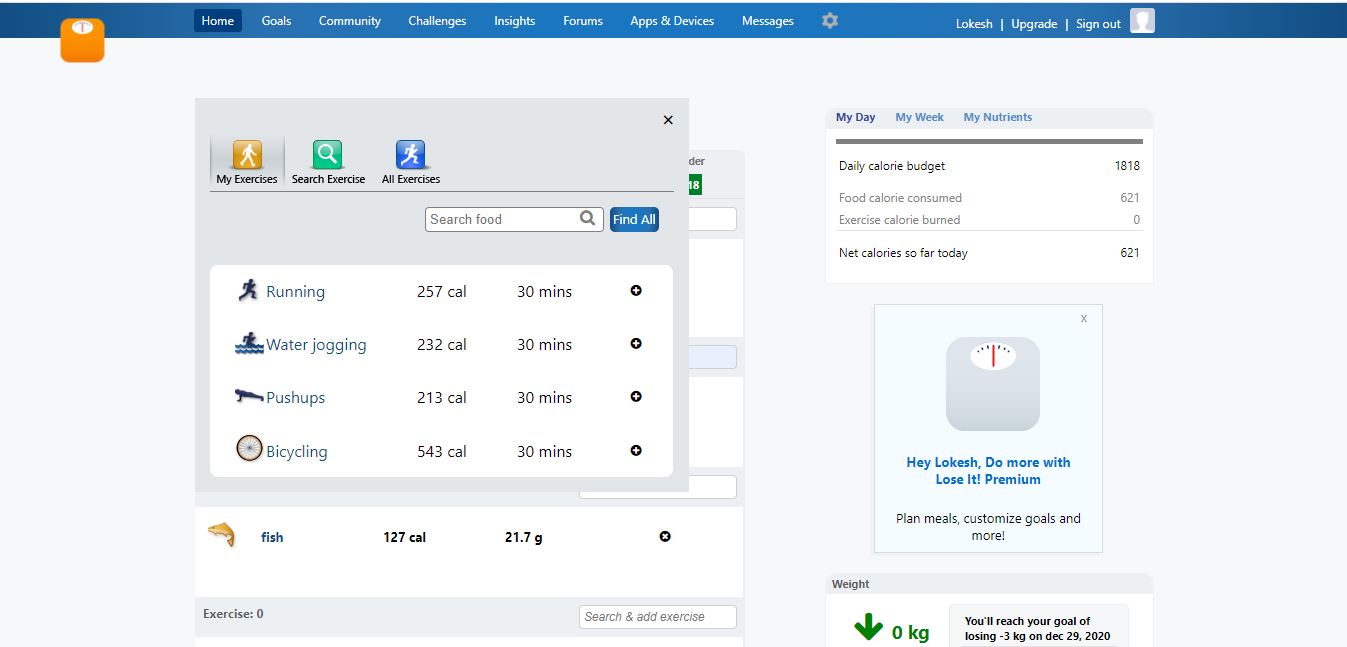 Home Goals Community Challenges Insights Forums Apps & Devices Messages Lokesh | Upgrade | Sign out
×
My Exercises Search Exercise All Exercises
Search food Find All
Running 257 cal 30 mins
Water jogging 232 cal 30 mins
Pushups 213 cal 30 mins
Bicycling 543 cal 30 mins
der
18
fish 127 cal 21.7 g
Exercise: 0 Search & add exercise
My Day My Week My Nutrients
Daily calorie budget 1818
Food calorie consumed 621
Exercise calorie burned 0
Net calories so far today 621
x
Hey Lokesh, Do more with
Lose It! Premium
Plan meals, customize goals and
more!
Weight
0 kg
You'll reach your goal of
losing -3 kg on dec 29, 2020